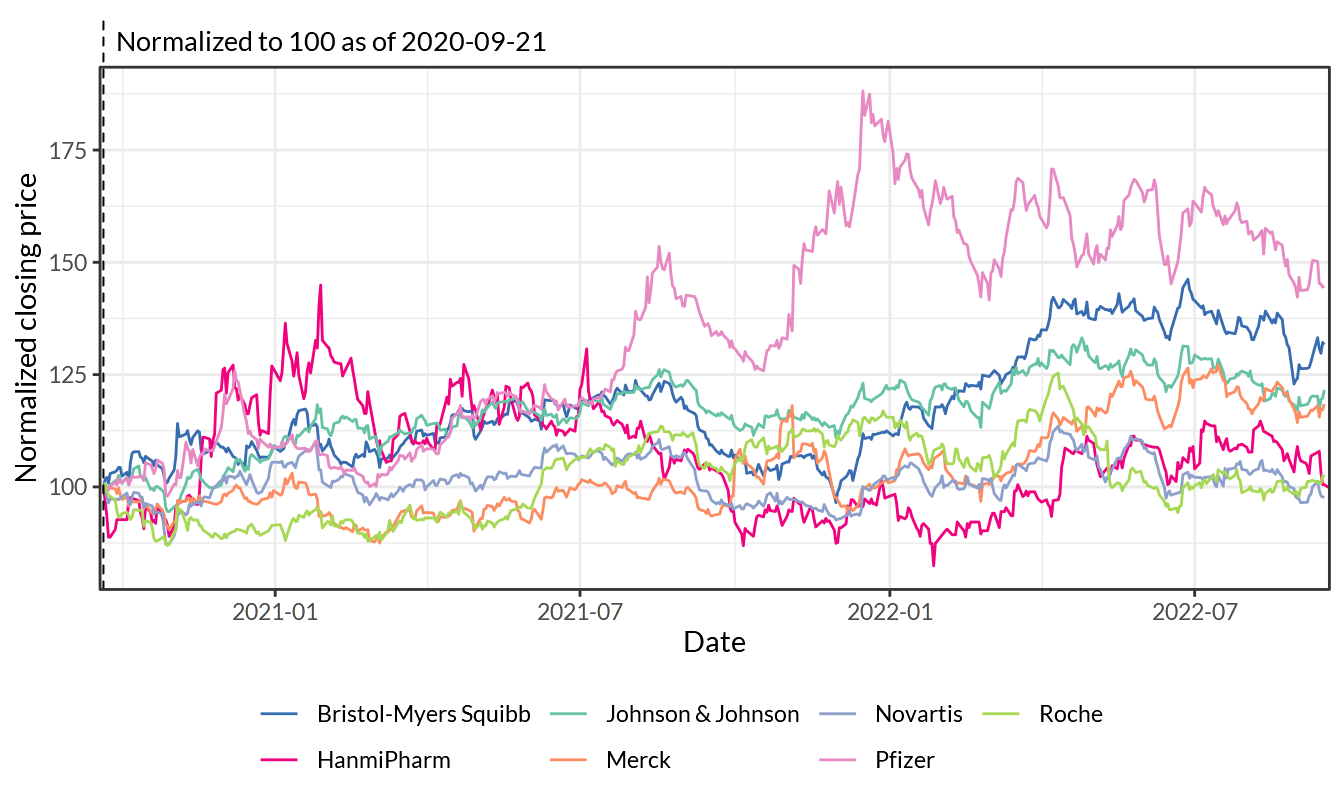 Normalized to 100 as of 2020-09-21
Normalized closing price
175
150
125
100
2021-01
2021-07
2022-01
2022-07
Date
Bristol-Myers Squibb
Johnson & Johnson
Novartis
Roche
HanmiPharm
Merck
Pfizer